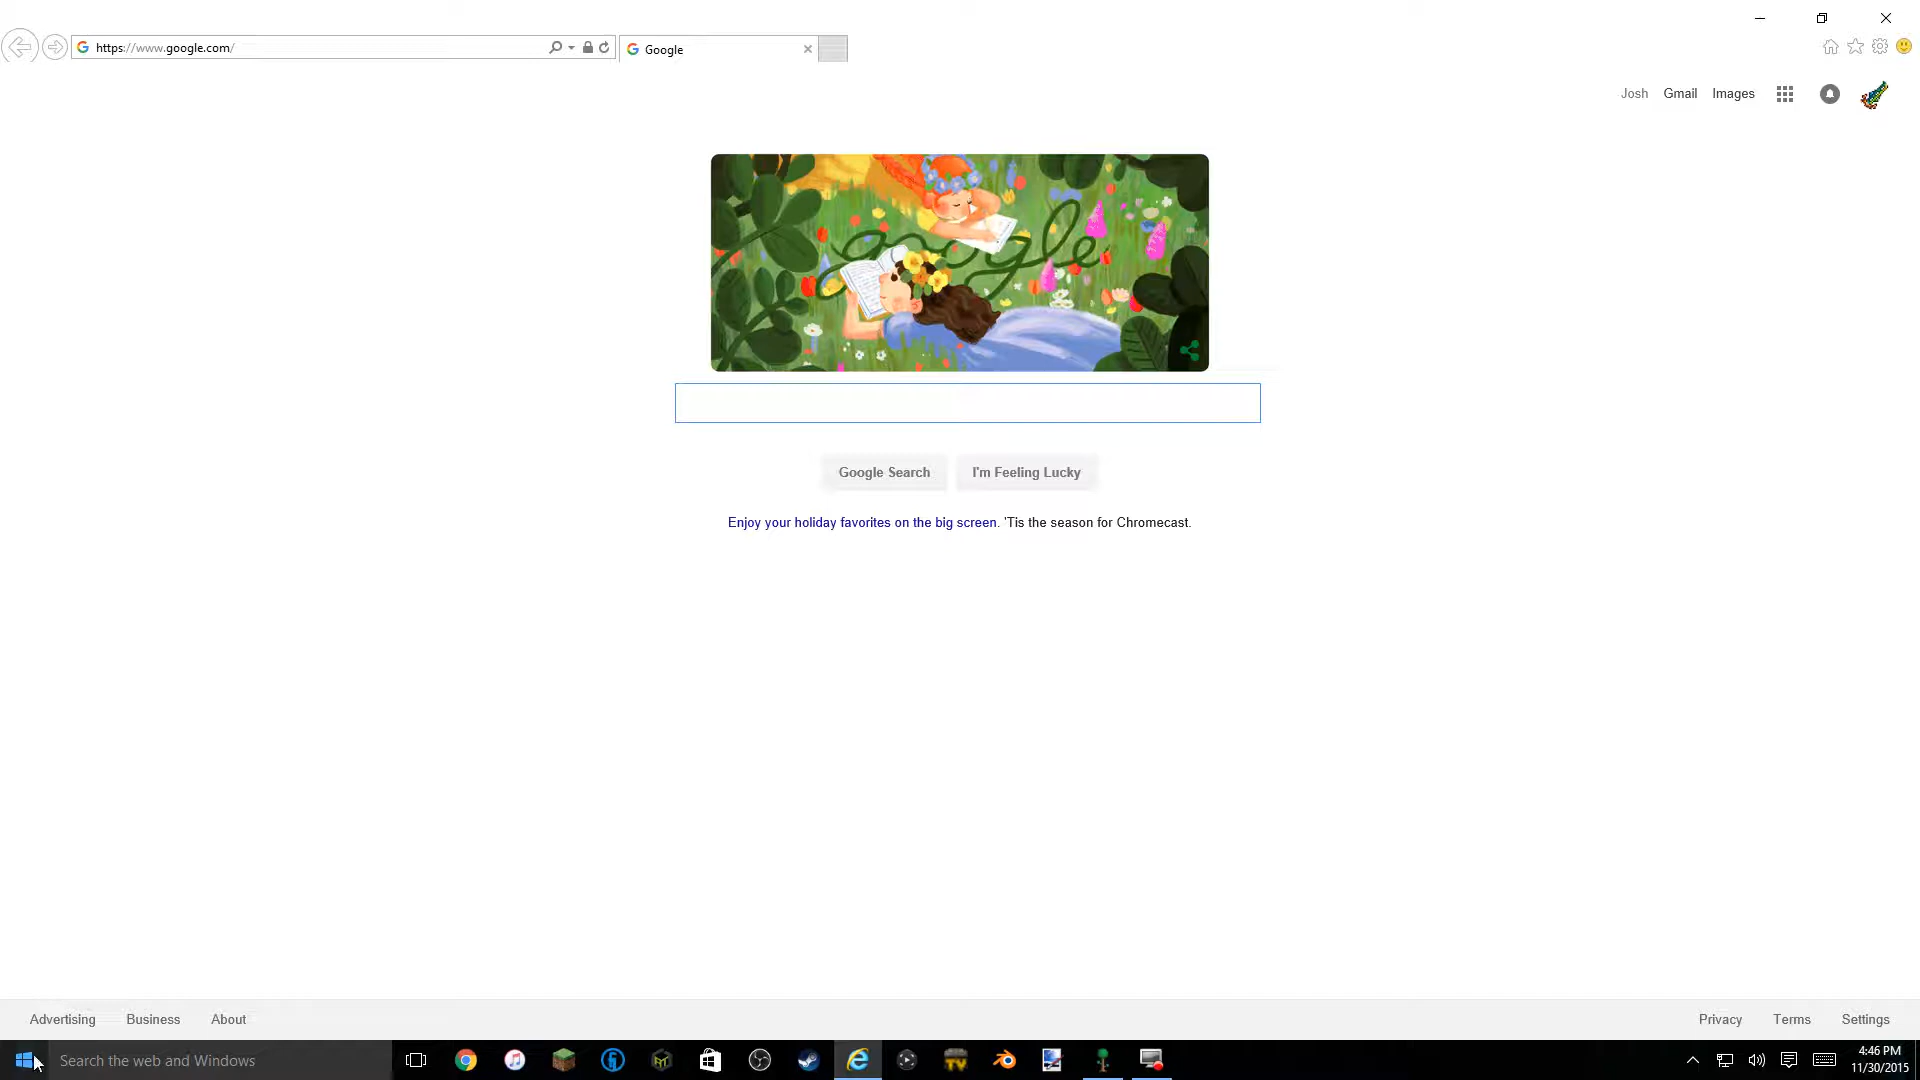 https://www.google.com/
Google
Josh Gmail Images
google
Google Search
I'm Feeling Lucky
Enjoy your holiday favorites on the big screen. 'Tis the season for Chromecast.
Advertising Business About
Privacy Terms Settings
Search the web and Windows
TV
4:46 PM
11/30/2015